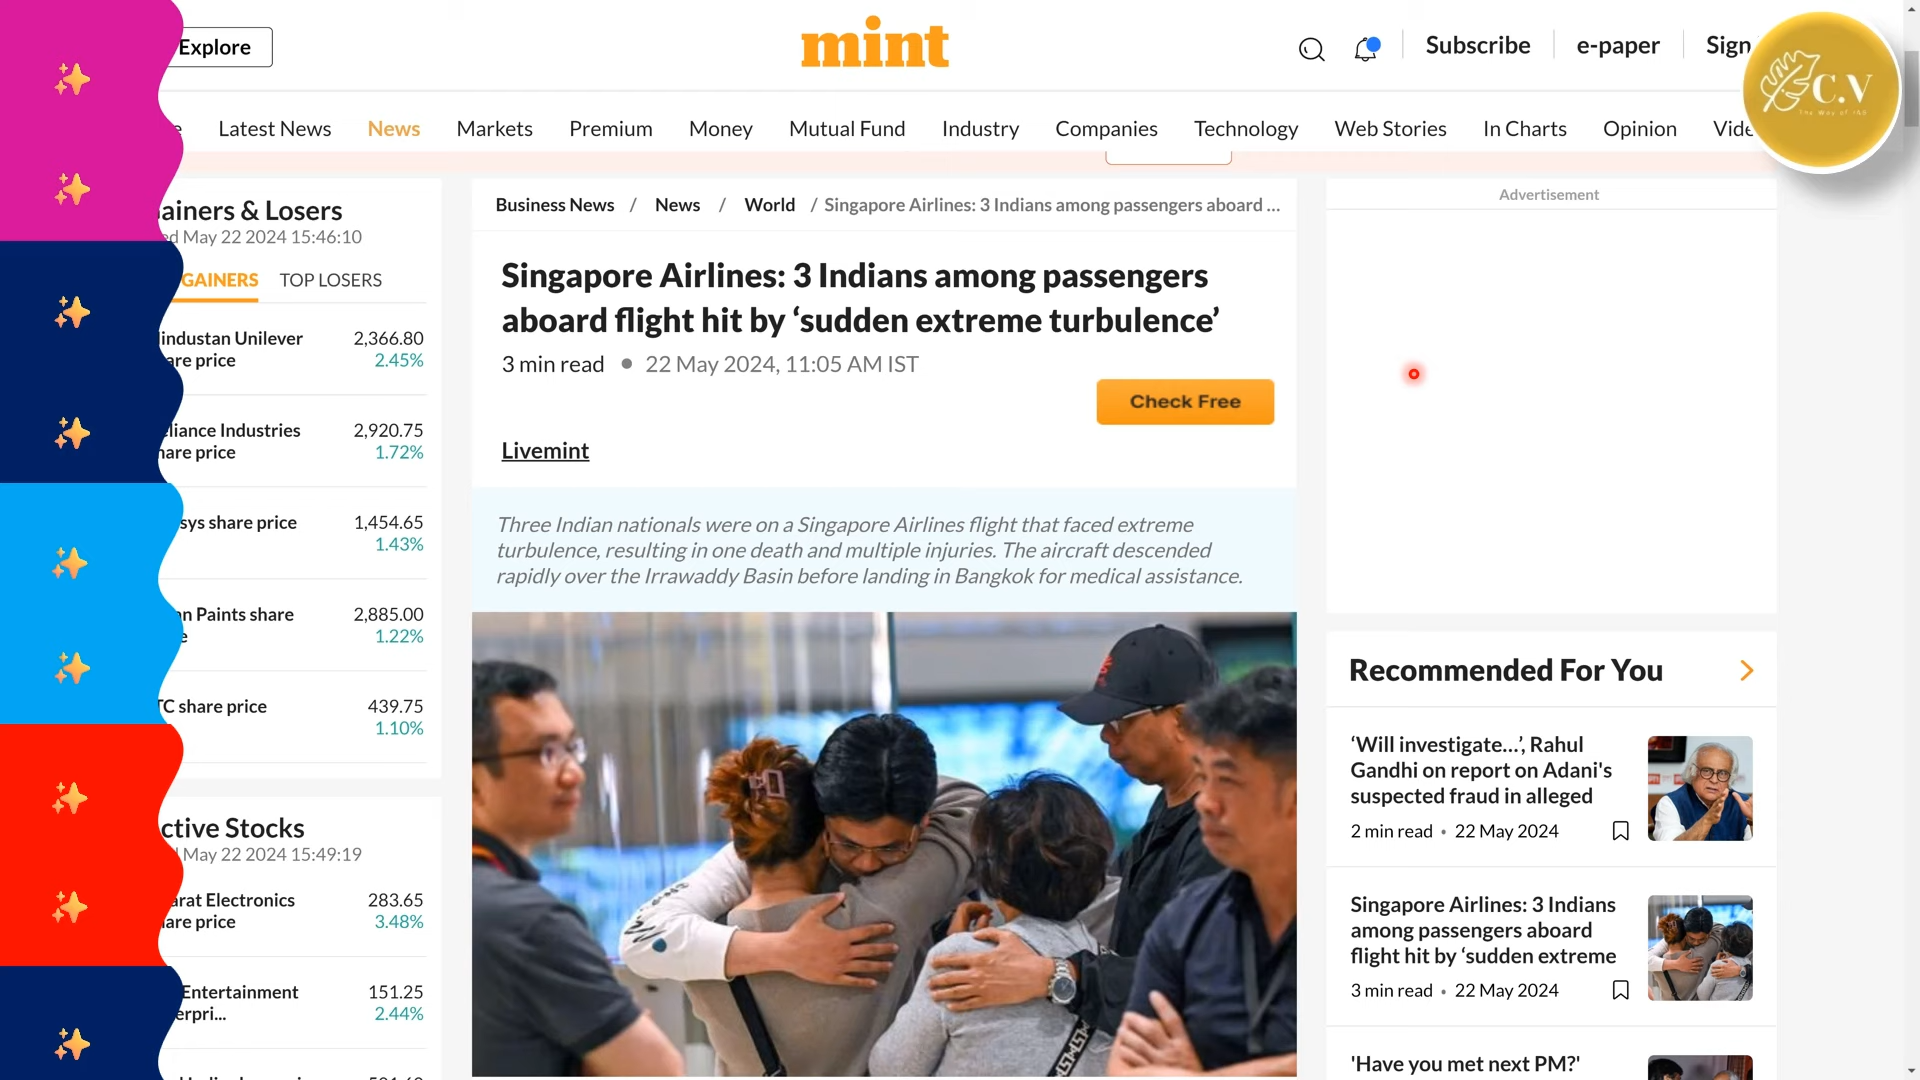 Explore
mint
Subscribe
e-paper
Sign
C.V
Latest News
News
Markets
Premium
Money
Mutual Fund
Industry
Companies
Technology
Web Stories
In Charts
Opinion
ainers & Losers
May 22 2024 15:46:10
GAINERS
TOP LOSERS
industan Unilever
2,366.80
are price
2.45%
liance Industries
2,920.75
hare price
1.72%
sys share price
1,454.65
1.43%
n Paints share
2,885.00
e
1.22%
TC share price
439.75
1.10%
ctive Stocks
May 22 2024 15:49:19
arat Electronics
283.65
are price
3.48%
Entertainment
151.25
erpri...
2.44%
Business News / News / World / Singapore Airlines: 3 Indians among passengers aboard ...
Singapore Airlines: 3 Indians among passengers
aboard flight hit by ‘sudden extreme turbulence’
3 min read • 22 May 2024, 11:05 AM IST
Check Free
Livemint
Three Indian nationals were on a Singapore Airlines flight that faced extreme
turbulence, resulting in one death and multiple injuries. The aircraft descended
rapidly over the Irrawaddy Basin before landing in Bangkok for medical assistance.
Advertisement
Recommended For You
‘Will investigate...’, Rahul
Gandhi on report on Adani's
suspected fraud in alleged
2 min read • 22 May 2024
Singapore Airlines: 3 Indians
among passengers aboard
flight hit by ‘sudden extreme
3 min read • 22 May 2024
'Have you met next PM?'